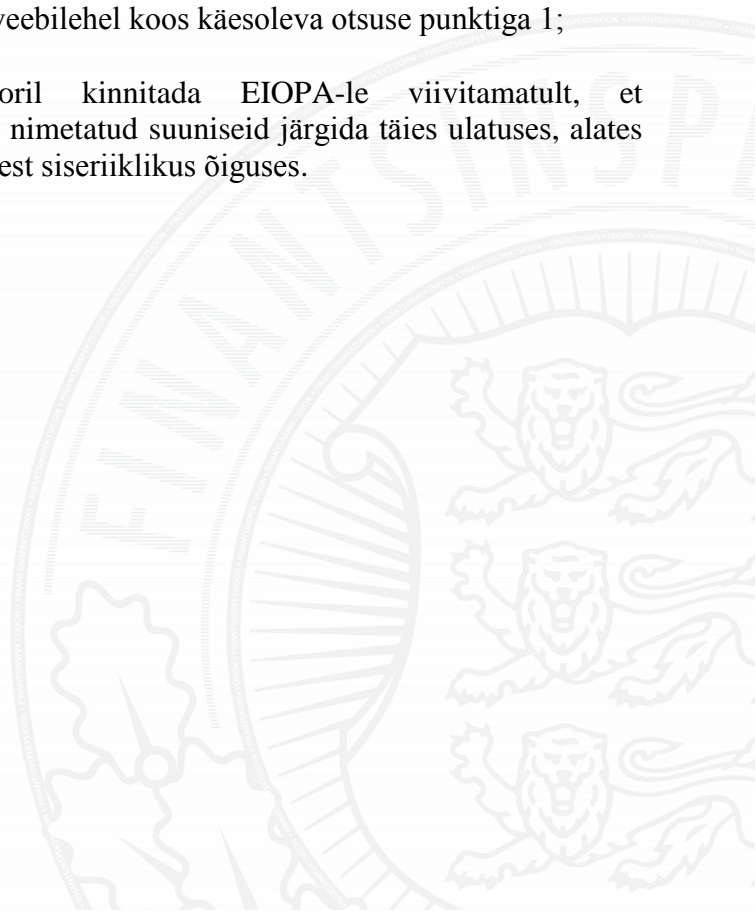 veebilehel koos käesoleva otsuse punktiga 1;
oril kinnitada EIOPA-le viivitamatult, et
nimetatud suuniseid järgida täies ulatuses, alates
est siseriiklikus õiguses.
FINANTSINSPE